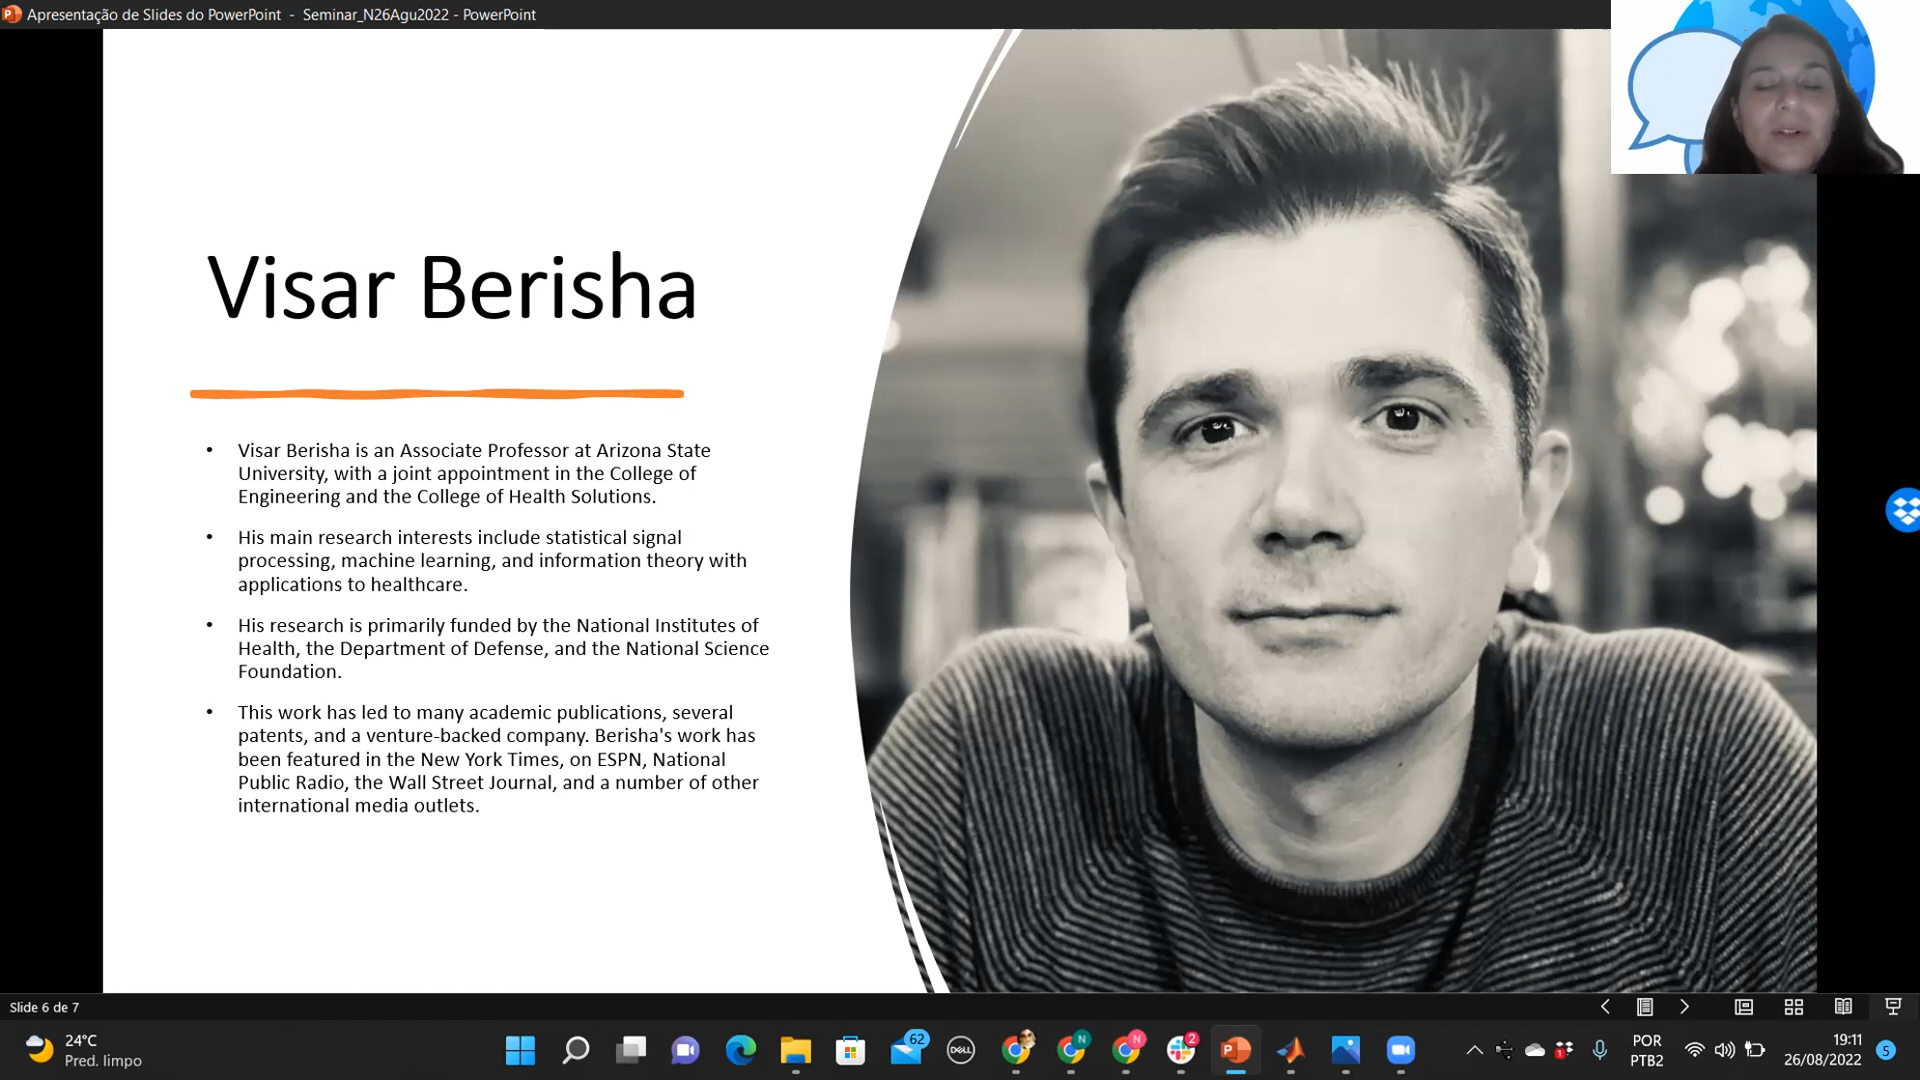 Apresentação de Slides do PowerPoint - Seminar_N26Agu2022 - PowerPoint
Visar Berisha
• Visar Berisha is an Associate Professor at Arizona State
University, with a joint appointment in the College of
Engineering and the College of Health Solutions.
• His main research interests include statistical signal
processing, machine learning, and information theory with
applications to healthcare.
• His research is primarily funded by the National Institutes of
Health, the Department of Defense, and the National Science
Foundation.
• This work has led to many academic publications, several
patents, and a venture-backed company. Berisha's work has
been featured in the New York Times, on ESPN, National
Public Radio, the Wall Street Journal, and a number of other
international media outlets.
Slide 6 de 7
24°C
Pred. limpo
62
DELL
N
N
2
P
POR
PTB2
19:11
26/08/2022
5